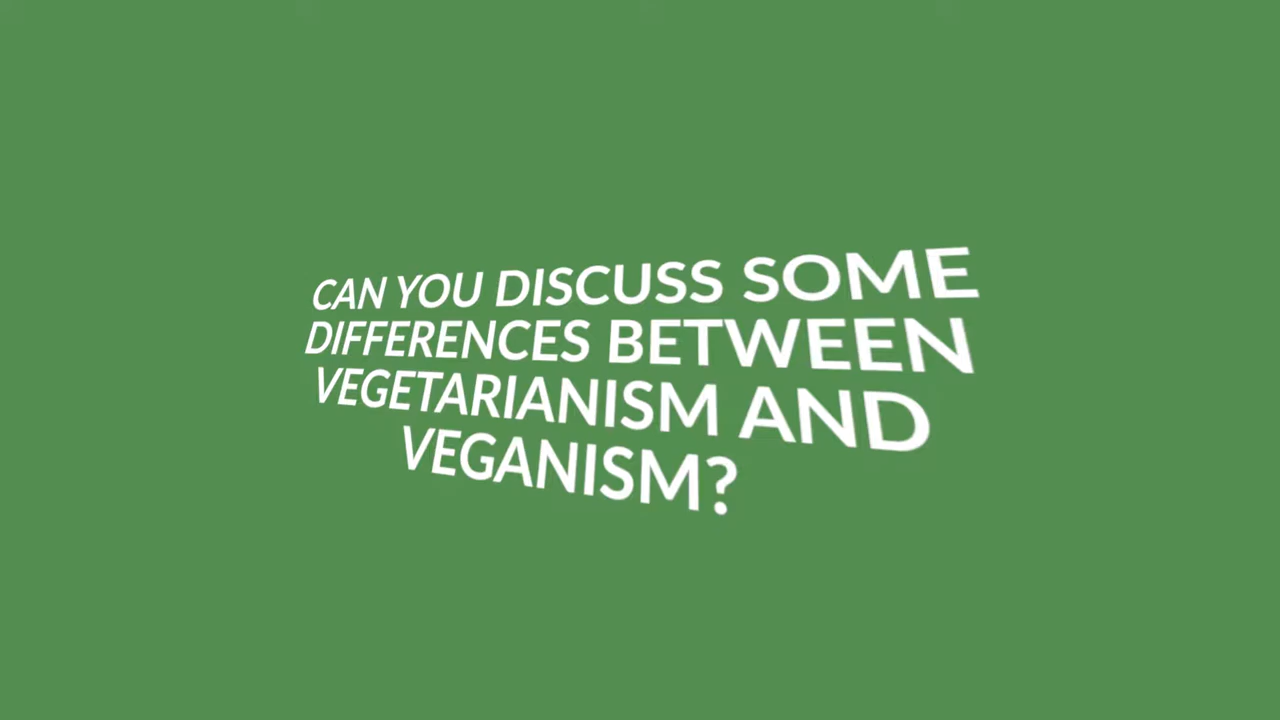 CAN YOU DISCUSS SOME
DIFFERENCES BETWEEN
VEGETARIANISM AND
VEGANISM?